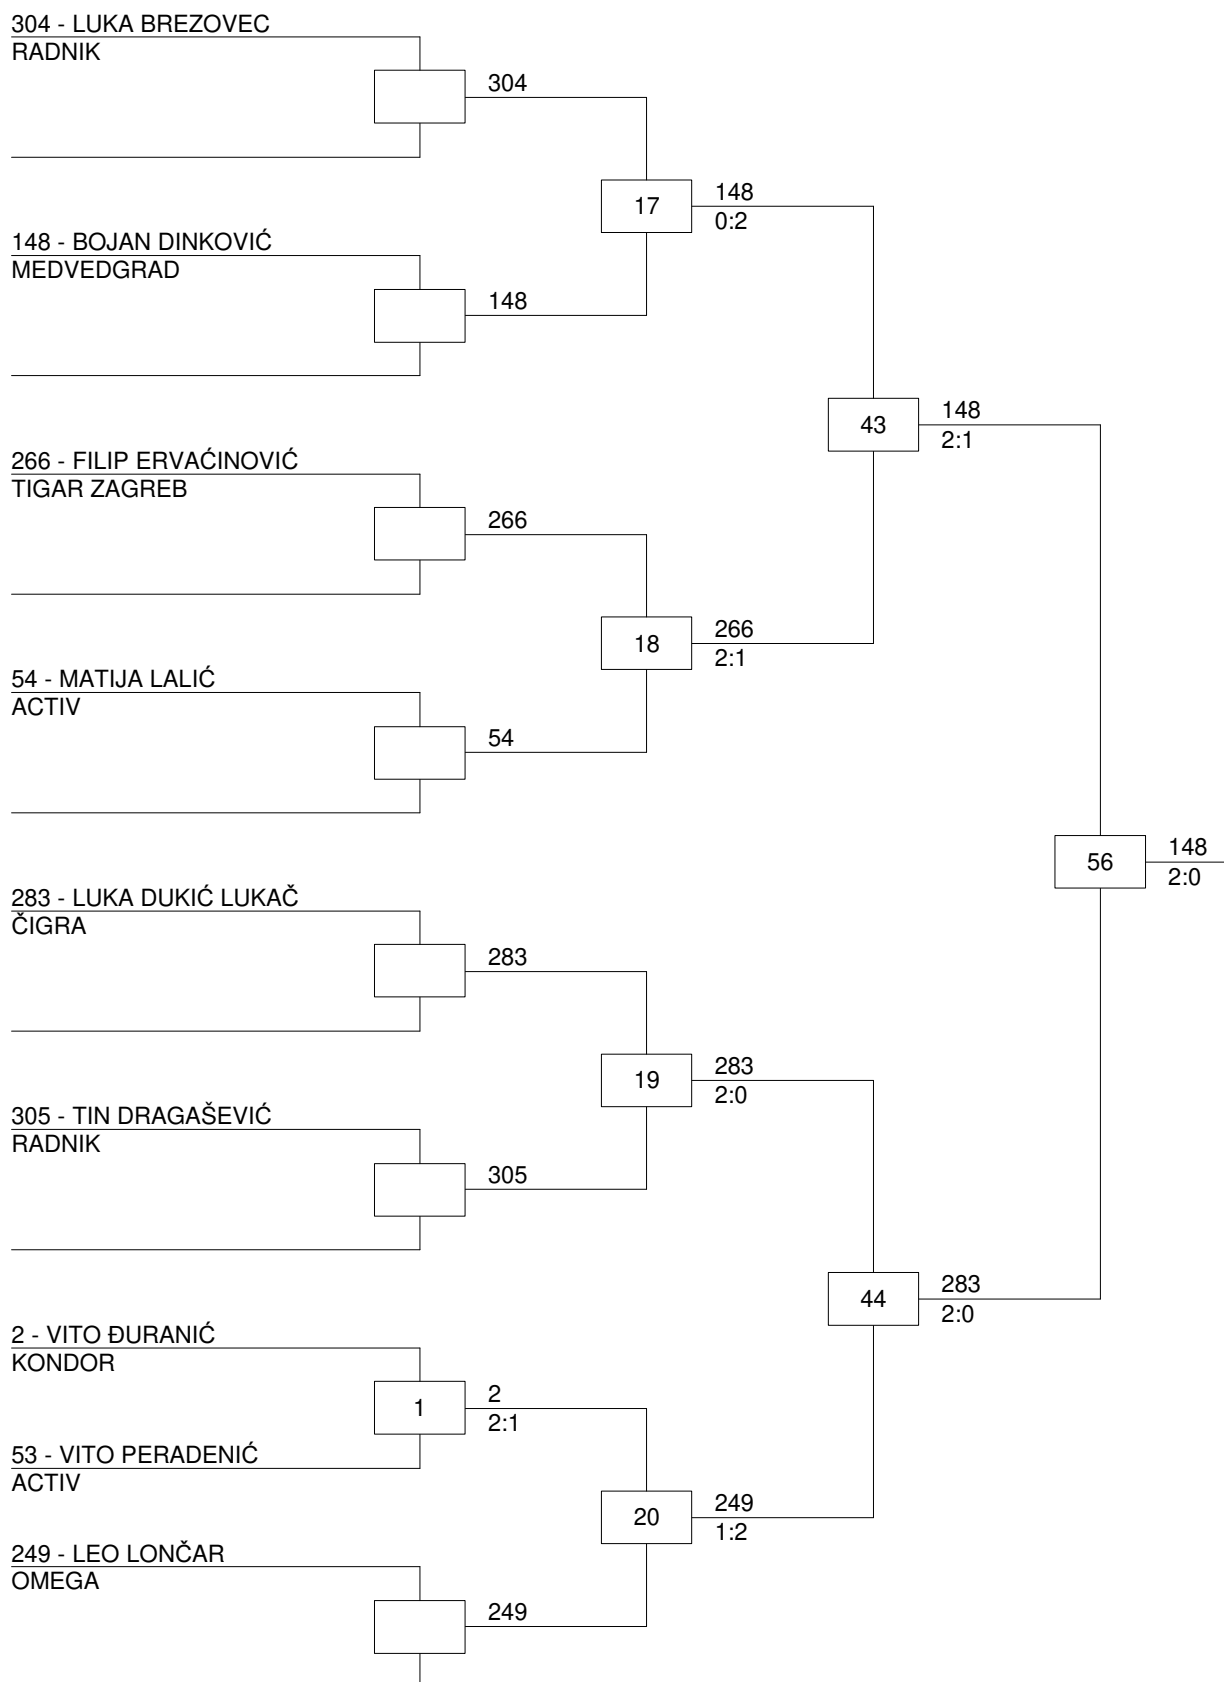 304 - LUKA BREZOVEC
RADNIK
304
17
148
0:2
148 - BOJAN DINKOVIĆ
MEDVEDGRAD
148
43
148
2:1
266 - FILIP ERVAĆINOVIĆ
TIGAR ZAGREB
266
18
266
2:1
54 - MATIJA LALIĆ
ACTIV
54
56
148
2:0
283 - LUKA DUKIĆ LUKAČ
ČIGRA
283
19
283
2:0
305 - TIN DRAGAŠEVIĆ
RADNIK
305
44
283
2:0
2 - VITO ĐURANIĆ
KONDOR
1
2
2:1
53 - VITO PERADENIĆ
ACTIV
20
249
1:2
249 - LEO LONČAR
OMEGA
249